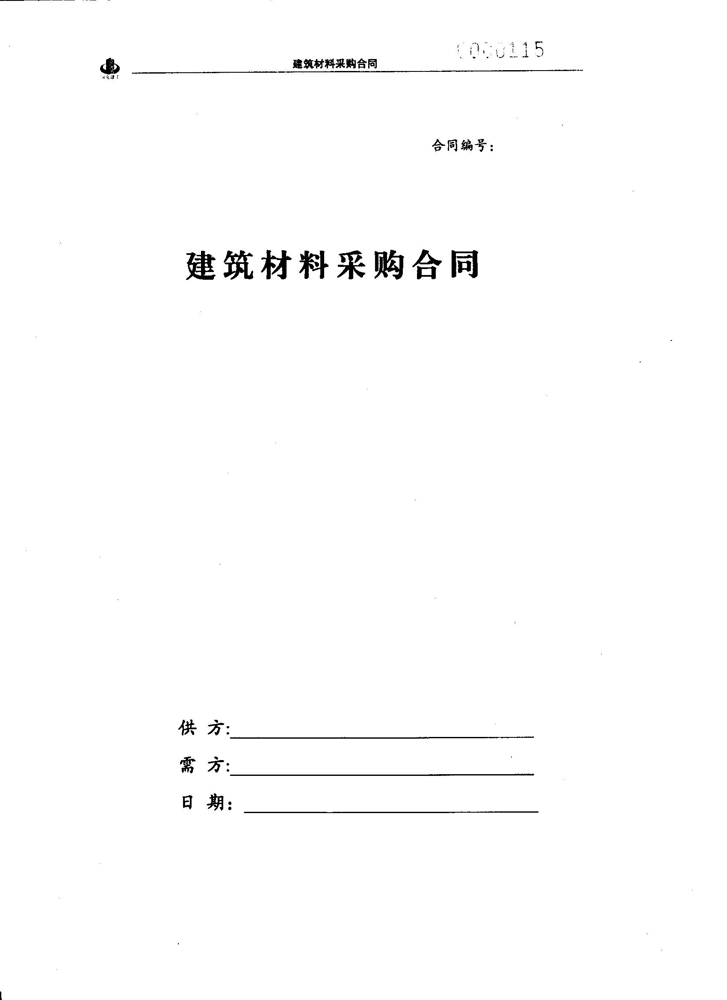 0000115
建筑材料采购合同
合同编号：
建筑材料采购合同
供 方:
需 方:
日 期：